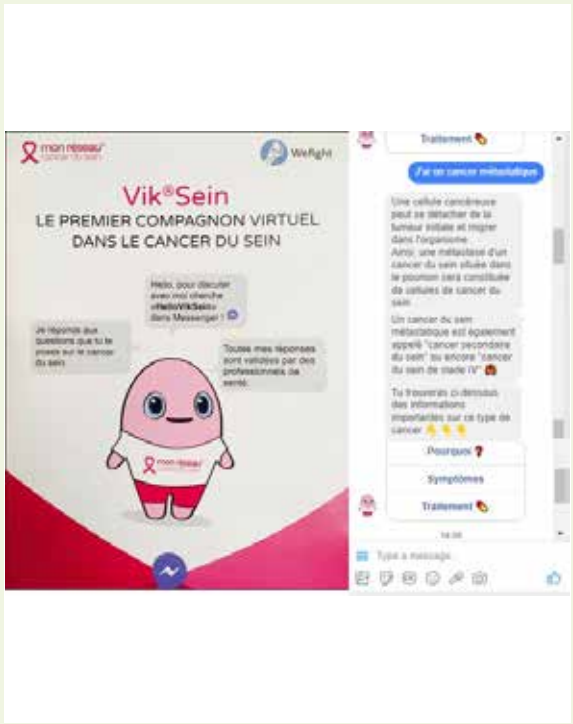 mon réseau
cancer du sein
Wefight
Vik®Sein
LE PREMIER COMPAGNON VIRTUEL
DANS LE CANCER DU SEIN
Hello, pour discuter
avec moi cherche
«HelloVikSein»
dans Messenger !
Je réponds aux
questions que tu te
poses sur le cancer
du sein
Toutes mes réponses
sont validées par des
professionnels de
santé.
mon réseau
Traitement
J'ai un cancer métastatique
Une cellule cancéreuse
peut se détacher de la
tumeur initiale et migrer
dans l'organisme.
Ainsi, une métastase d'un
cancer du sein située dans
le poumon sera constituée
de cellules de cancer du
sein
Un cancer du sein
métastatique est également
appelé "cancer secondaire
du sein" ou encore "cancer
du sein de stade IV"
Tu trouveras ci-dessous
des informations
importantes sur ce type de
cancer
Pourquoi ?
Symptômes
Traitement
Type a message